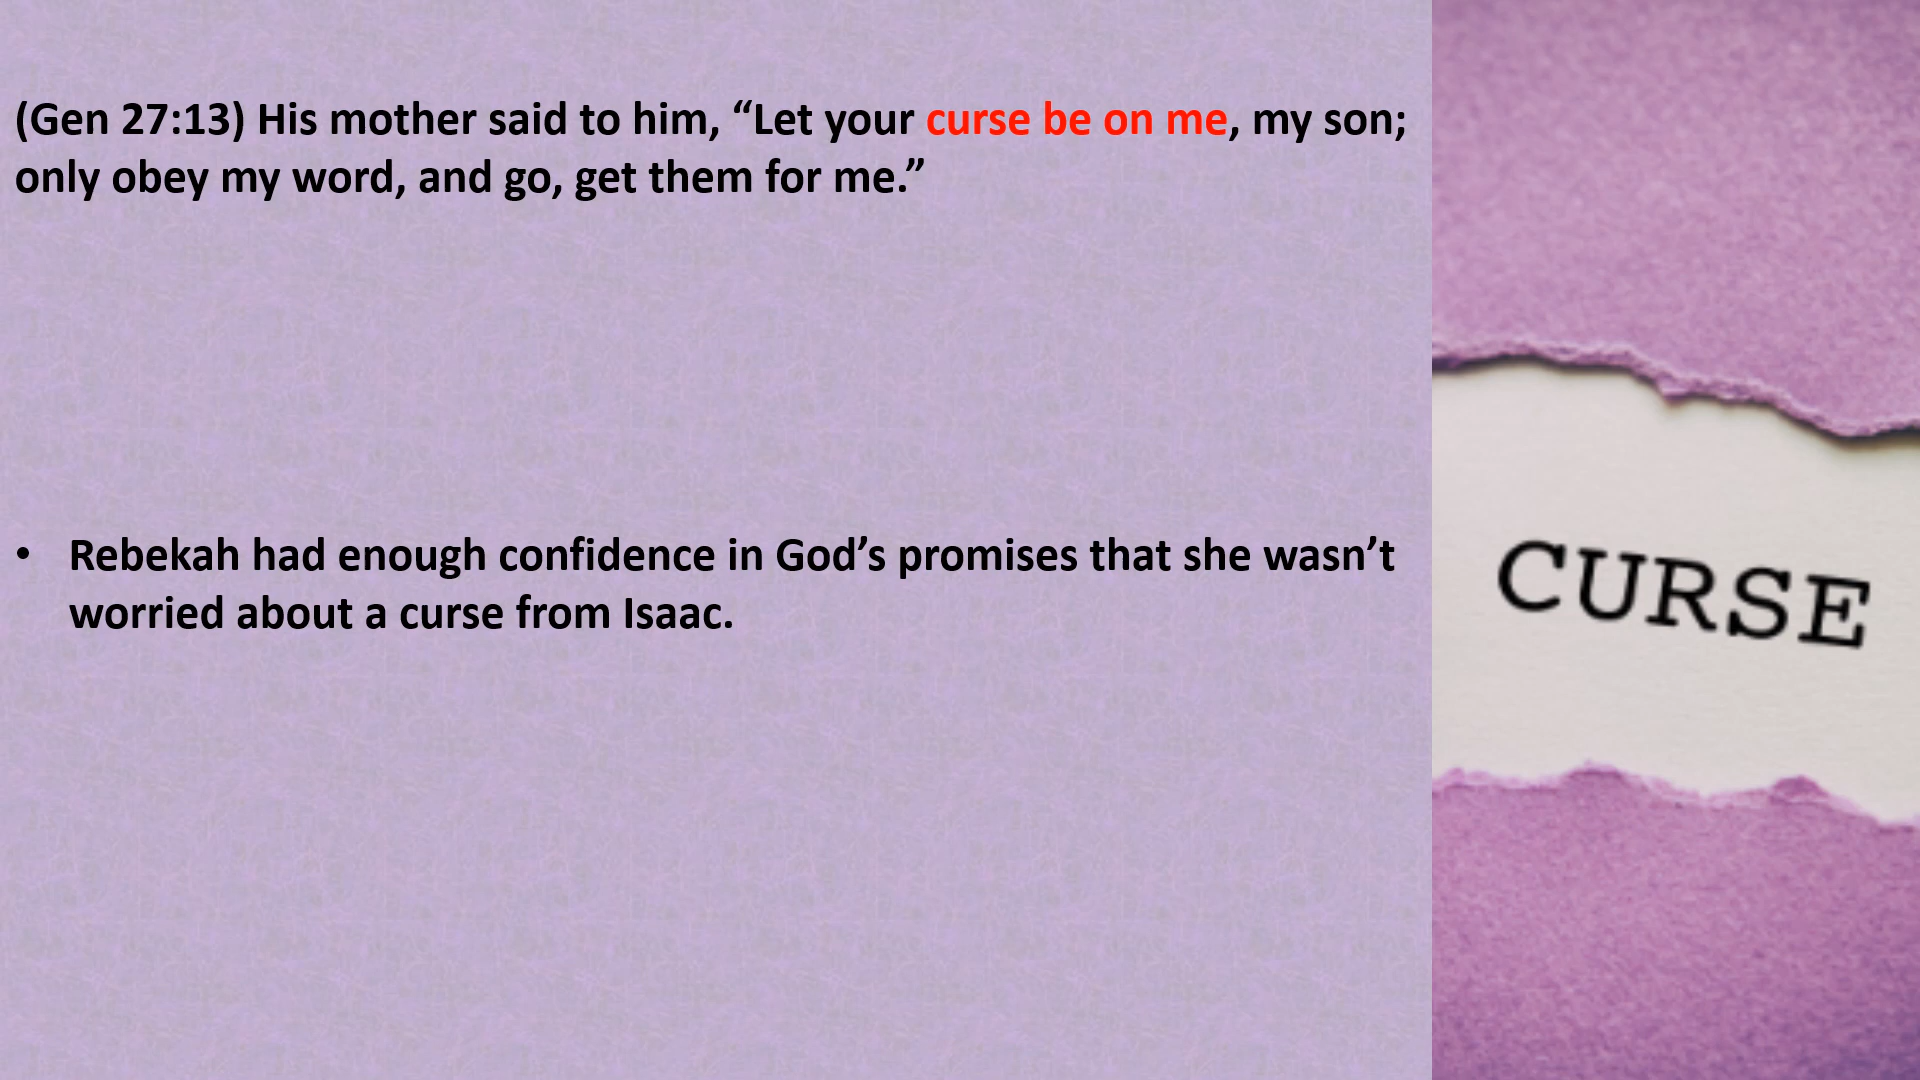 (Gen 27:13) His mother said to him, “Let your curse be on me, my son;
only obey my word, and go, get them for me.”
• Rebekah had enough confidence in God’s promises that she wasn’t
worried about a curse from Isaac.
CURSE